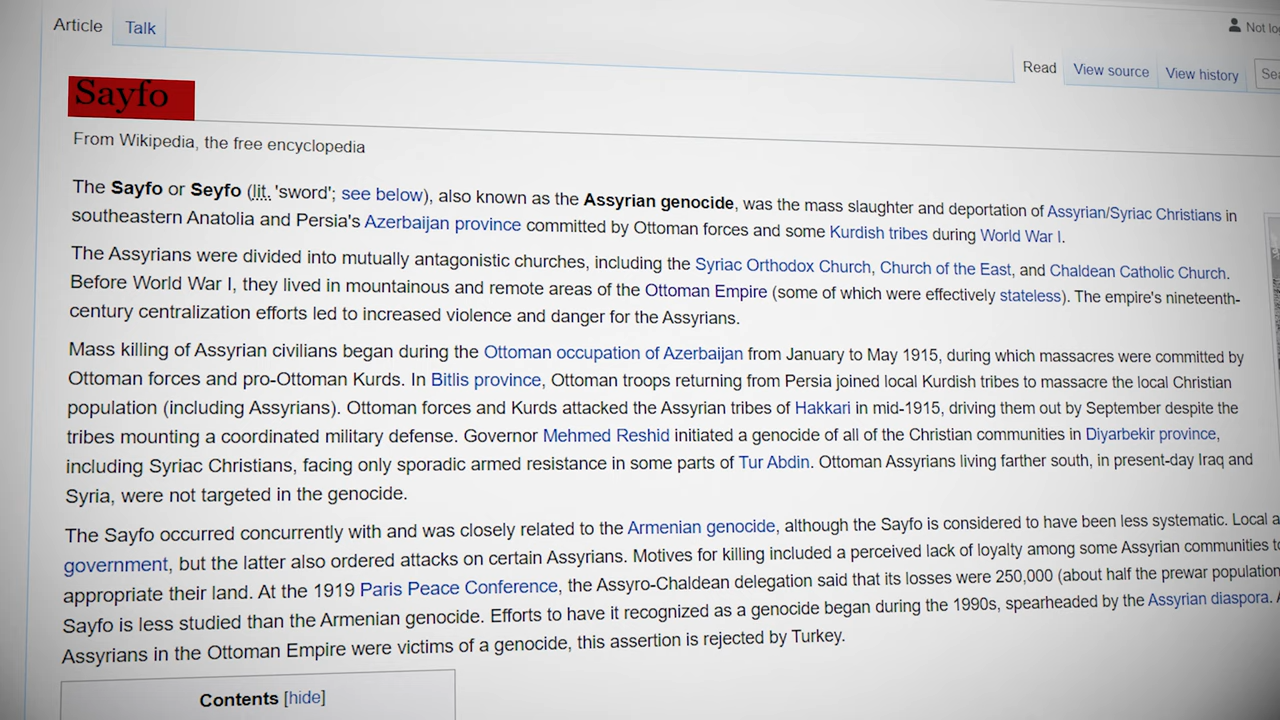 Article Talk
Not
Read View source View history
Sayfo
From Wikipedia, the free encyclopedia
The Sayfo or Seyfo (lit. 'sword'; see below), also known as the Assyrian genocide, was the mass slaughter and deportation of Assyrian/Syriac Christians in
southeastern Anatolia and Persia's Azerbaijan province committed by Ottoman forces and some Kurdish tribes during World War I.
The Assyrians were divided into mutually antagonistic churches, including the Syriac Orthodox Church, Church of the East, and Chaldean Catholic Church.
Before World War I, they lived in mountainous and remote areas of the Ottoman Empire (some of which were effectively stateless). The empire's nineteenth-
century centralization efforts led to increased violence and danger for the Assyrians.
Mass killing of Assyrian civilians began during the Ottoman occupation of Azerbaijan from January to May 1915, during which massacres were committed by
Ottoman forces and pro-Ottoman Kurds. In Bitlis province, Ottoman troops returning from Persia joined local Kurdish tribes to massacre the local Christian
population (including Assyrians). Ottoman forces and Kurds attacked the Assyrian tribes of Hakkari in mid-1915, driving them out by September despite the
tribes mounting a coordinated military defense. Governor Mehmed Reshid initiated a genocide of all of the Christian communities in Diyarbekir province,
including Syriac Christians, facing only sporadic armed resistance in some parts of Tur Abdin. Ottoman Assyrians living farther south, in present-day Iraq and
Syria, were not targeted in the genocide.
The Sayfo occurred concurrently with and was closely related to the Armenian genocide, although the Sayfo is considered to have been less systematic. Local
government, but the latter also ordered attacks on certain Assyrians. Motives for killing included a perceived lack of loyalty among some Assyrian communities
appropriate their land. At the 1919 Paris Peace Conference, the Assyro-Chaldean delegation said that its losses were 250,000 (about half the prewar population
Sayfo is less studied than the Armenian genocide. Efforts to have it recognized as a genocide began during the 1990s, spearheaded by the Assyrian diaspora.
Assyrians in the Ottoman Empire were victims of a genocide, this assertion is rejected by Turkey.
Contents [hide]